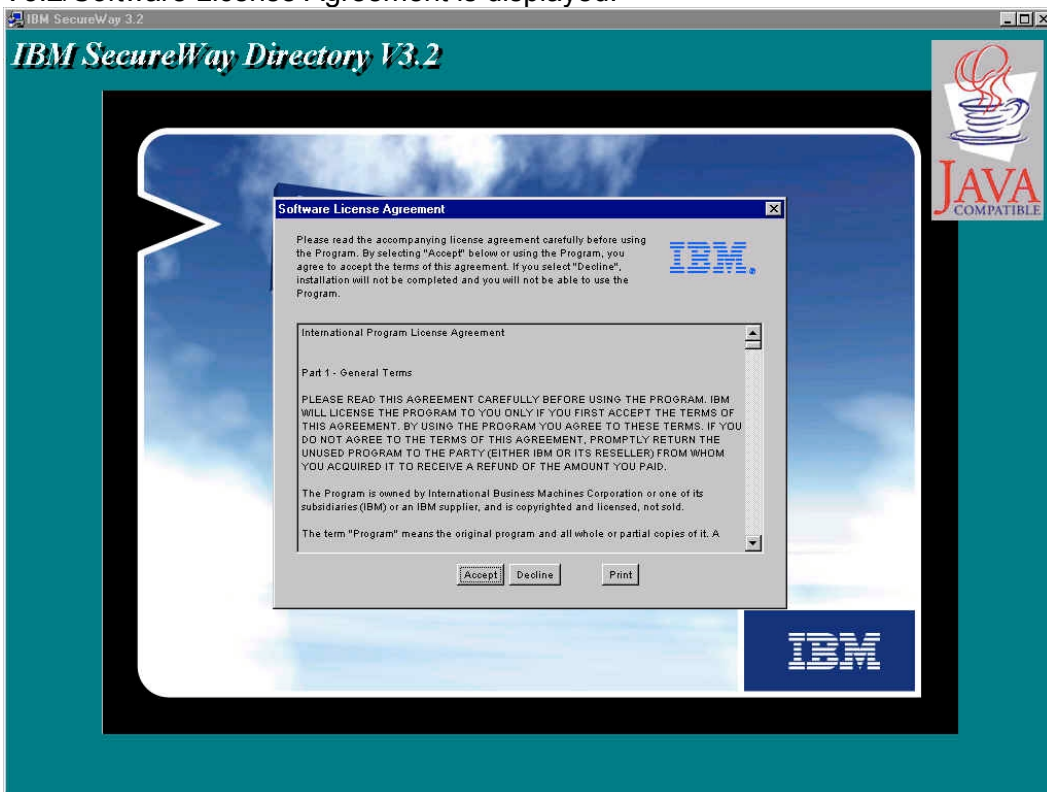 V3.2/Software License Agreement is displayed.
IBM SecureWay 3.2
IBM SecureWay Directory V3.2
JAVA
COMPATIBLE
Software License Agreement
Please read the accompanying license agreement carefully before using
the Program. By selecting "Accept" below or using the Program, you
agree to accept the terms of this agreement. If you select "Decline",
installation will not be completed and you will not be able to use the
Program.
IBM.
International Program License Agreement
Part 1 - General Terms
PLEASE READ THIS AGREEMENT CAREFULLY BEFORE USING THE PROGRAM. IBM
WILL LICENSE THE PROGRAM TO YOU ONLY IF YOU FIRST ACCEPT THE TERMS OF
THIS AGREEMENT. BY USING THE PROGRAM YOU AGREE TO THESE TERMS. IF YOU
DO NOT AGREE TO THE TERMS OF THIS AGREEMENT, PROMPTLY RETURN THE
UNUSED PROGRAM TO THE PARTY (EITHER IBM OR ITS RESELLER) FROM WHOM
YOU ACQUIRED IT TO RECEIVE A REFUND OF THE AMOUNT YOU PAID.
The Program is owned by International Business Machines Corporation or one of its
subsidiaries (IBM) or an IBM supplier, and is copyrighted and licensed, not sold.
The term "Program" means the original program and all whole or partial copies of it. A
Accept Decline Print
IBM